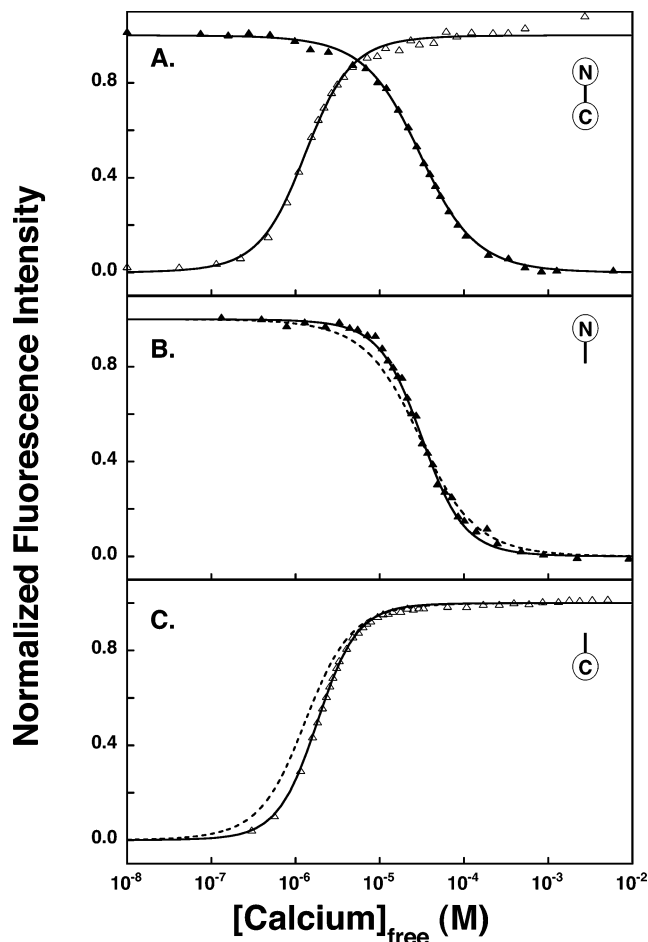 Normalized Fluorescence Intensity
A.
N
C
0.8
0.4
0.0
B.
N
0.8
0.4
0.0
C.
C
0.8
0.4
0.0
10⁻⁸ 10⁻⁷ 10⁻⁶ 10⁻⁵ 10⁻⁴ 10⁻³ 10⁻²
[Calcium]free (M)